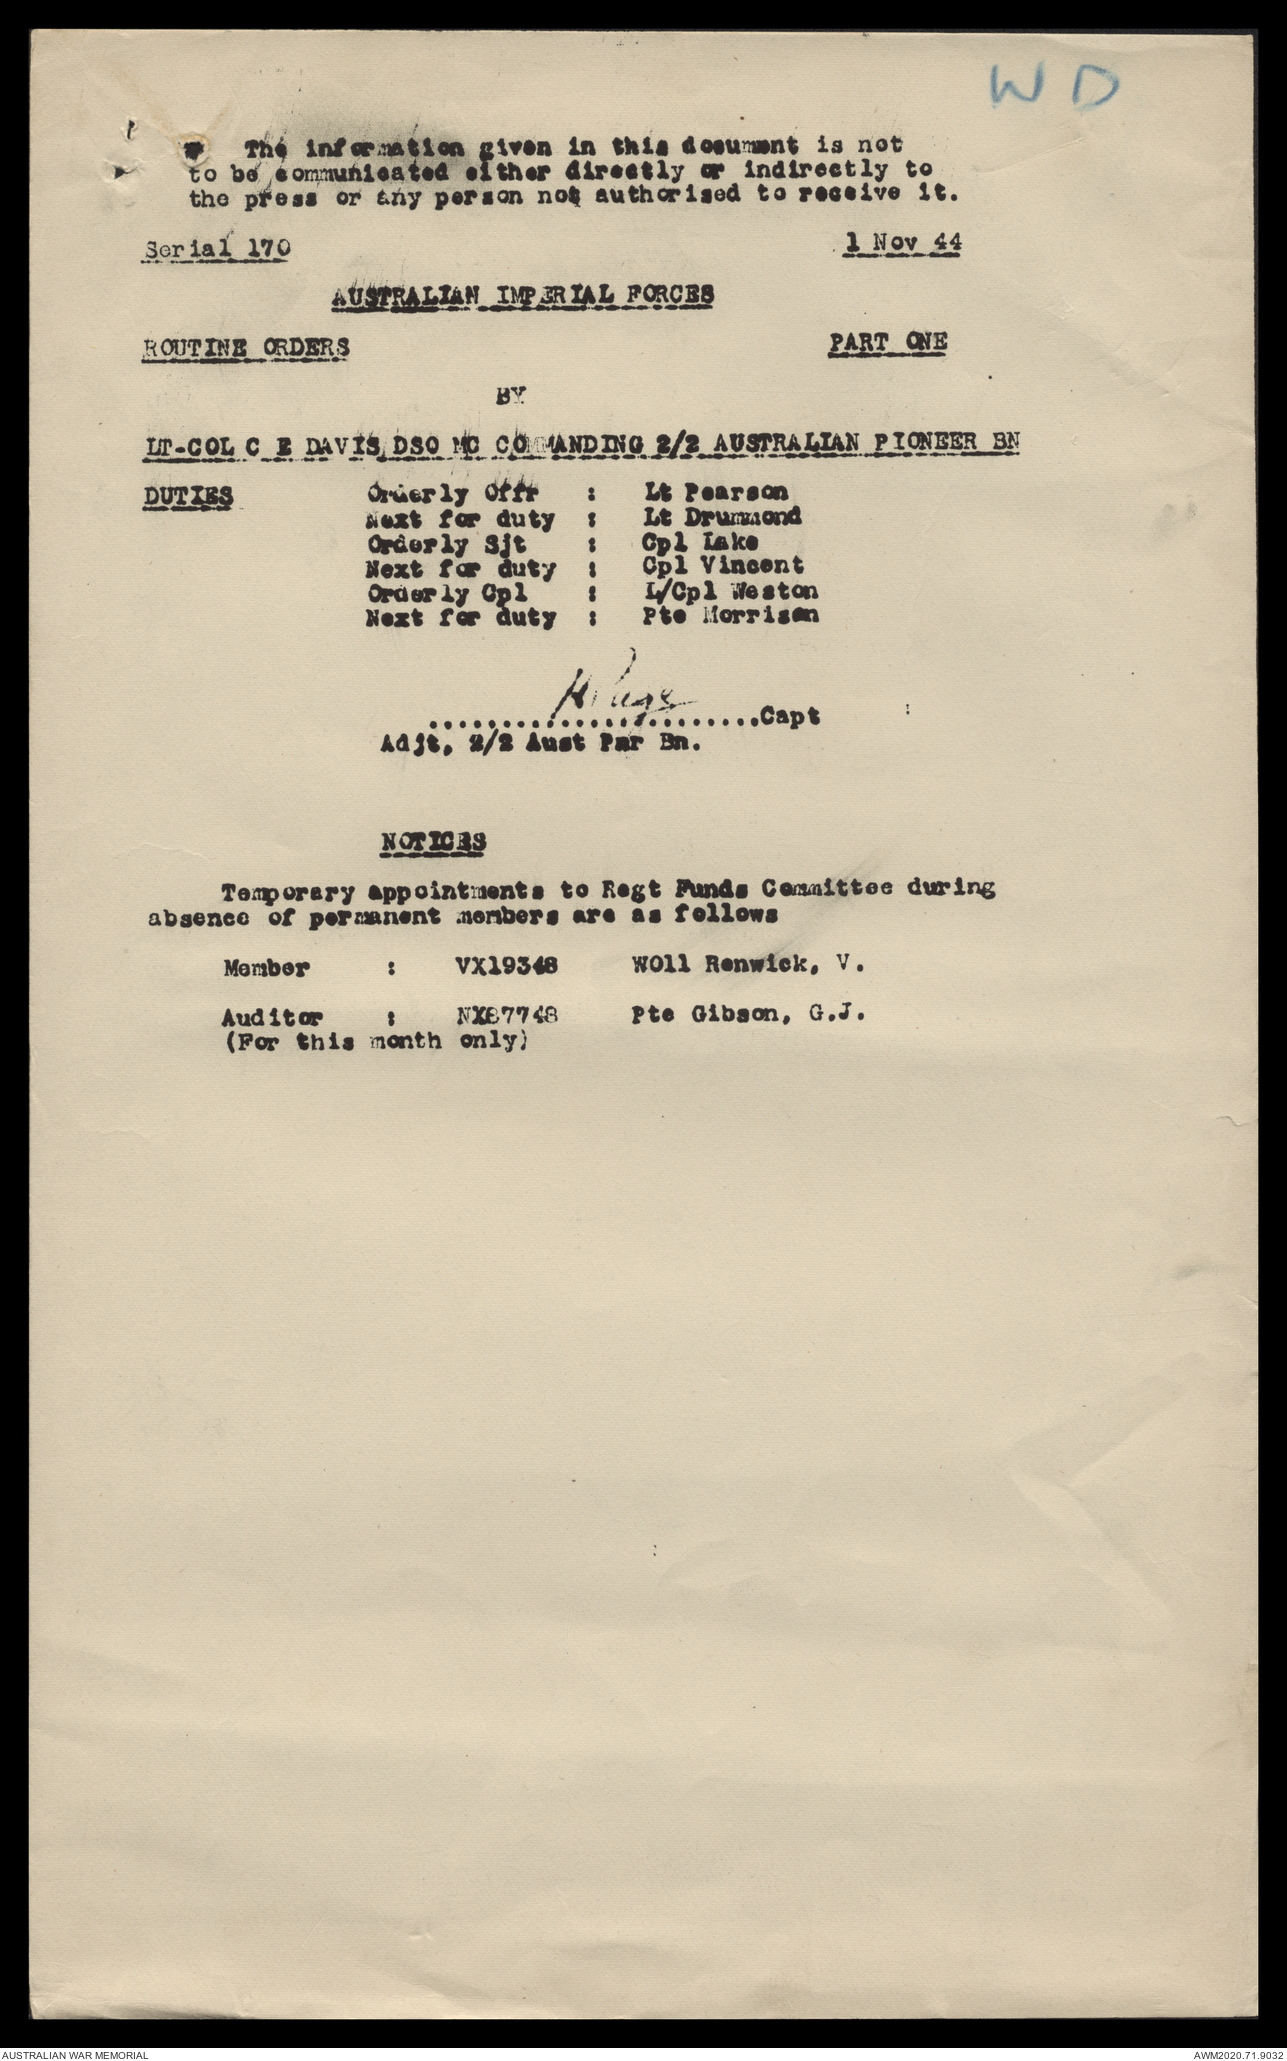 W D
The information given in this document is not
to be communicated either directly or indirectly to
the press or any person not authorised to receive it.
Serial 170 1 Nov 44
AUSTRALIAN IMPERIAL FORCES
ROUTINE ORDERS PART ONE
BY
LT-COL C E DAVIS, DSO MC COMMANDING 2/2 AUSTRALIAN PIONEER BN
DUTIES Orderly Offr : Lt Pearson
Next for duty : Lt Drummond
Orderly Sjt : Cpl Lake
Next for duty : Cpl Vincent
Orderly Cpl : L/Cpl Weston
Next for duty : Pte Morrison
........................Capt
Adjt, 2/2 Aust Pnr Bn.
NOTICES
Temporary appointments to Regt Funds Committee during
absence of permanent members are as follows
Member : VX19348 WOll Renwick, V.
Auditor : NX87748 Pte Gibson, G.J.
(For this month only)
AUSTRALIAN WAR MEMORIAL AWM2020.71.9032